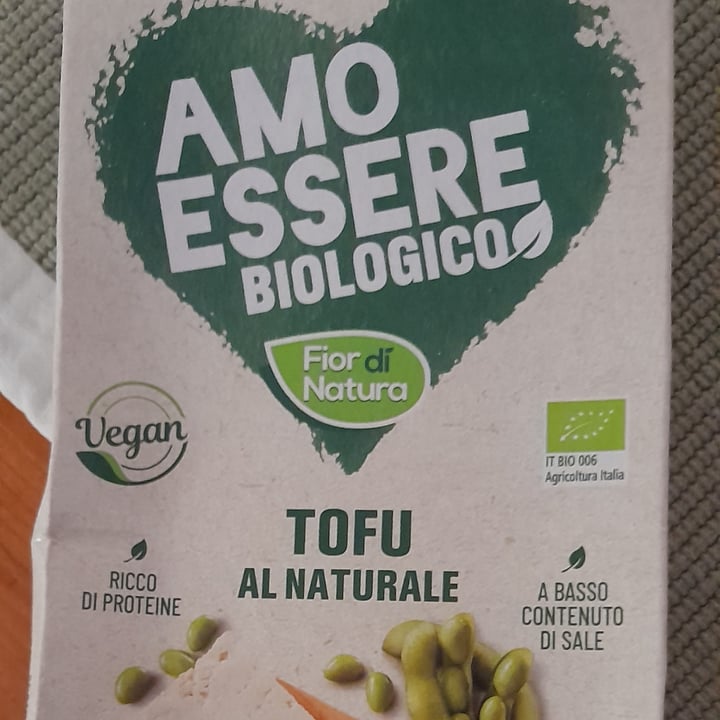 AMO
ESSERE
BIOLOGICO
Fior di
Natura
Vegan
IT BIO 006
Agricoltura Italia
TOFU
AL NATURALE
RICCO
DI PROTEINE
A BASSO
CONTENUTO
DI SALE